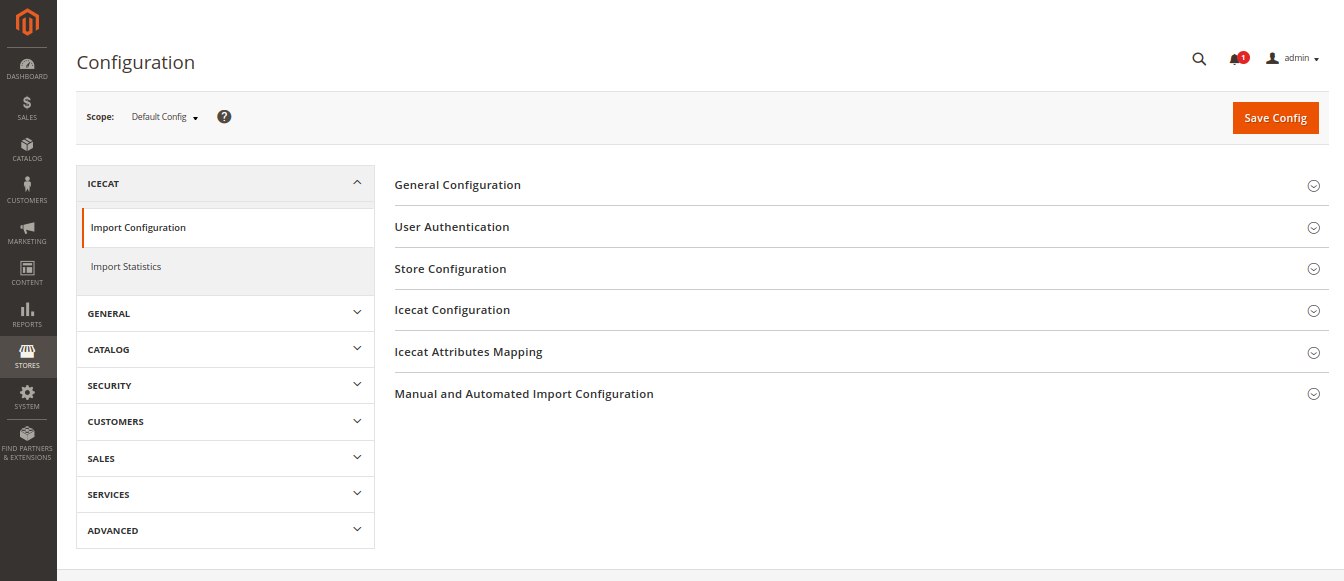 DASHBOARD
SALES
CATALOG
CUSTOMERS
MARKETING
CONTENT
REPORTS
STORES
SYSTEM
FIND PARTNERS
& EXTENSIONS
Configuration
1
admin
Scope: Default Config ?
Save Config
ICECAT
Import Configuration
Import Statistics
GENERAL
CATALOG
SECURITY
CUSTOMERS
SALES
SERVICES
ADVANCED
General Configuration
User Authentication
Store Configuration
Icecat Configuration
Icecat Attributes Mapping
Manual and Automated Import Configuration